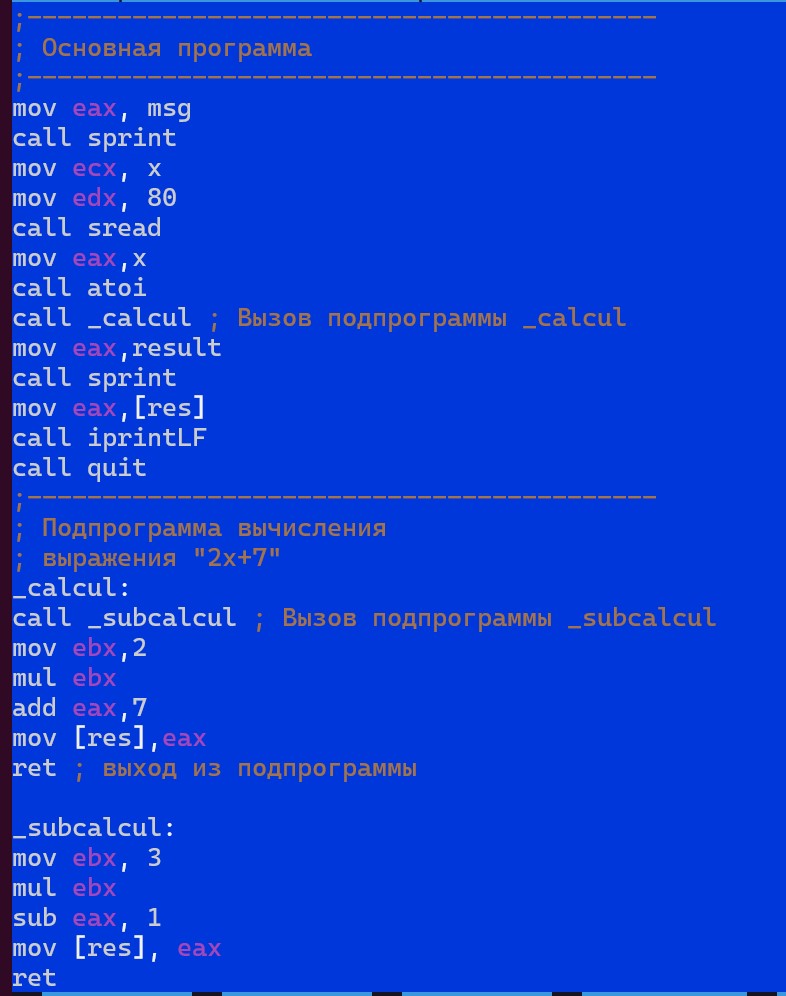 ;------------------------------------------
; Основная программа
;------------------------------------------
mov eax, msg
call sprint
mov ecx, x
mov edx, 80
call sread
mov eax,x
call atoi
call _calcul ; Вызов подпрограммы _calcul
mov eax,result
call sprint
mov eax,[res]
call iprintLF
call quit
;------------------------------------------
; Подпрограмма вычисления
; выражения "2x+7"
_calcul:
call _subcalcul ; Вызов подпрограммы _subcalcul
mov ebx,2
mul ebx
add eax,7
mov [res],eax
ret ; выход из подпрограммы

_subcalcul:
mov ebx, 3
mul ebx
sub eax, 1
mov [res], eax
ret